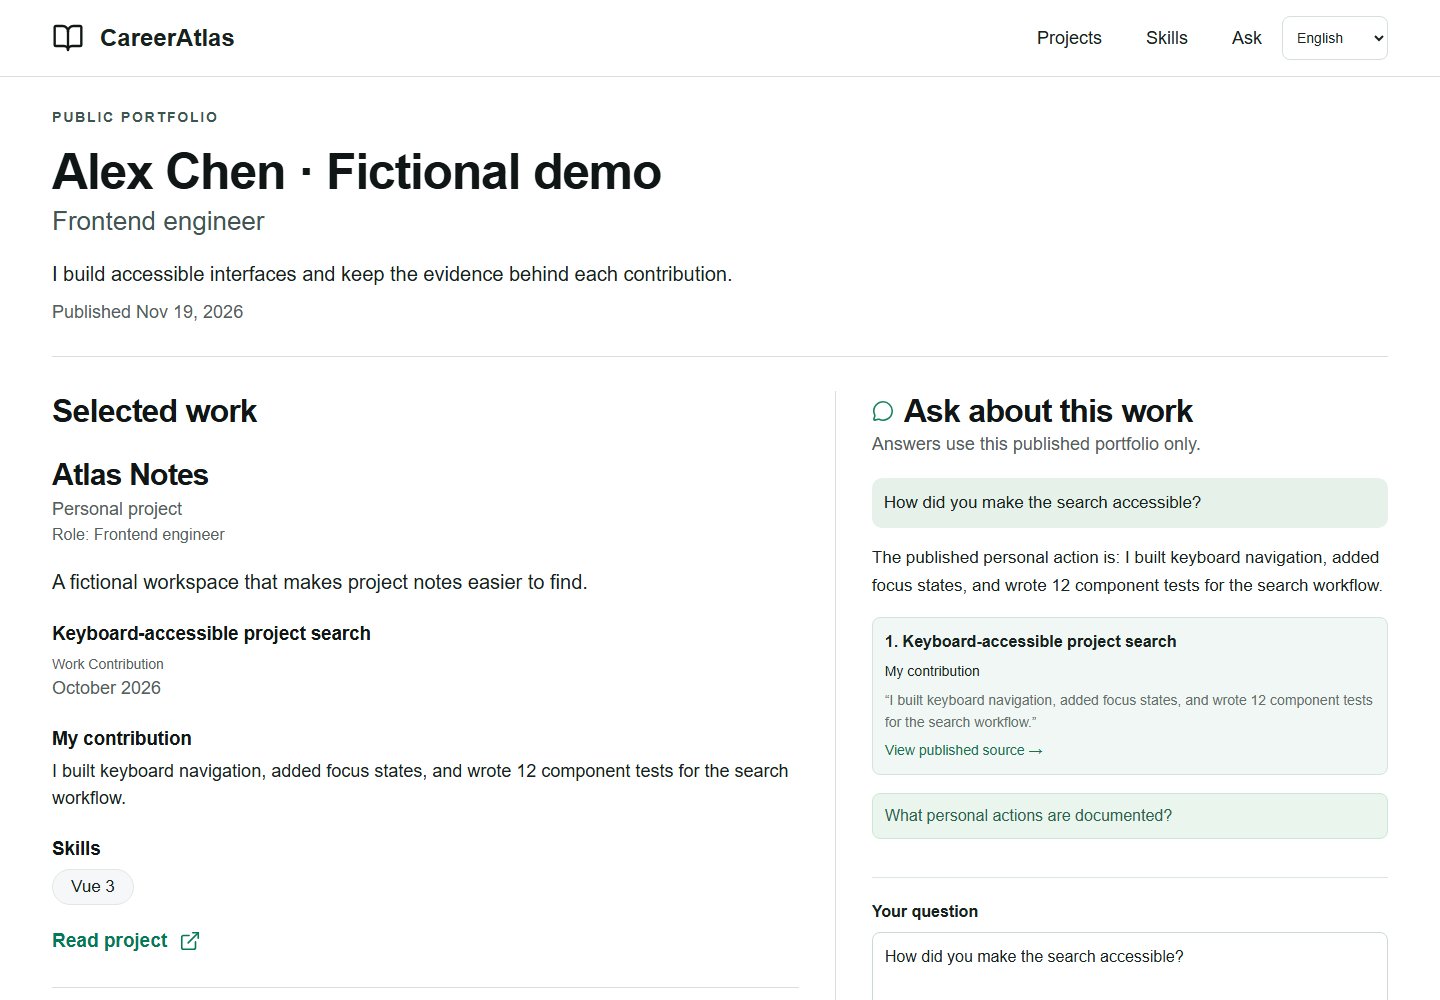 CareerAtlas
Projects
Skills
Ask
English
PUBLIC PORTFOLIO
Alex Chen · Fictional demo
Frontend engineer
I build accessible interfaces and keep the evidence behind each contribution.
Published Nov 19, 2026
Selected work
Atlas Notes
Personal project
Role: Frontend engineer
A fictional workspace that makes project notes easier to find.
Keyboard-accessible project search
Work Contribution
October 2026
My contribution
I built keyboard navigation, added focus states, and wrote 12 component tests for the search
workflow.
Skills
Vue 3
Read project
Ask about this work
Answers use this published portfolio only.
How did you make the search accessible?
The published personal action is: I built keyboard navigation, added
focus states, and wrote 12 component tests for the search workflow.
1. Keyboard-accessible project search
My contribution
“I built keyboard navigation, added focus states, and wrote 12 component tests
for the search workflow.”
View published source →
What personal actions are documented?
Your question
How did you make the search accessible?